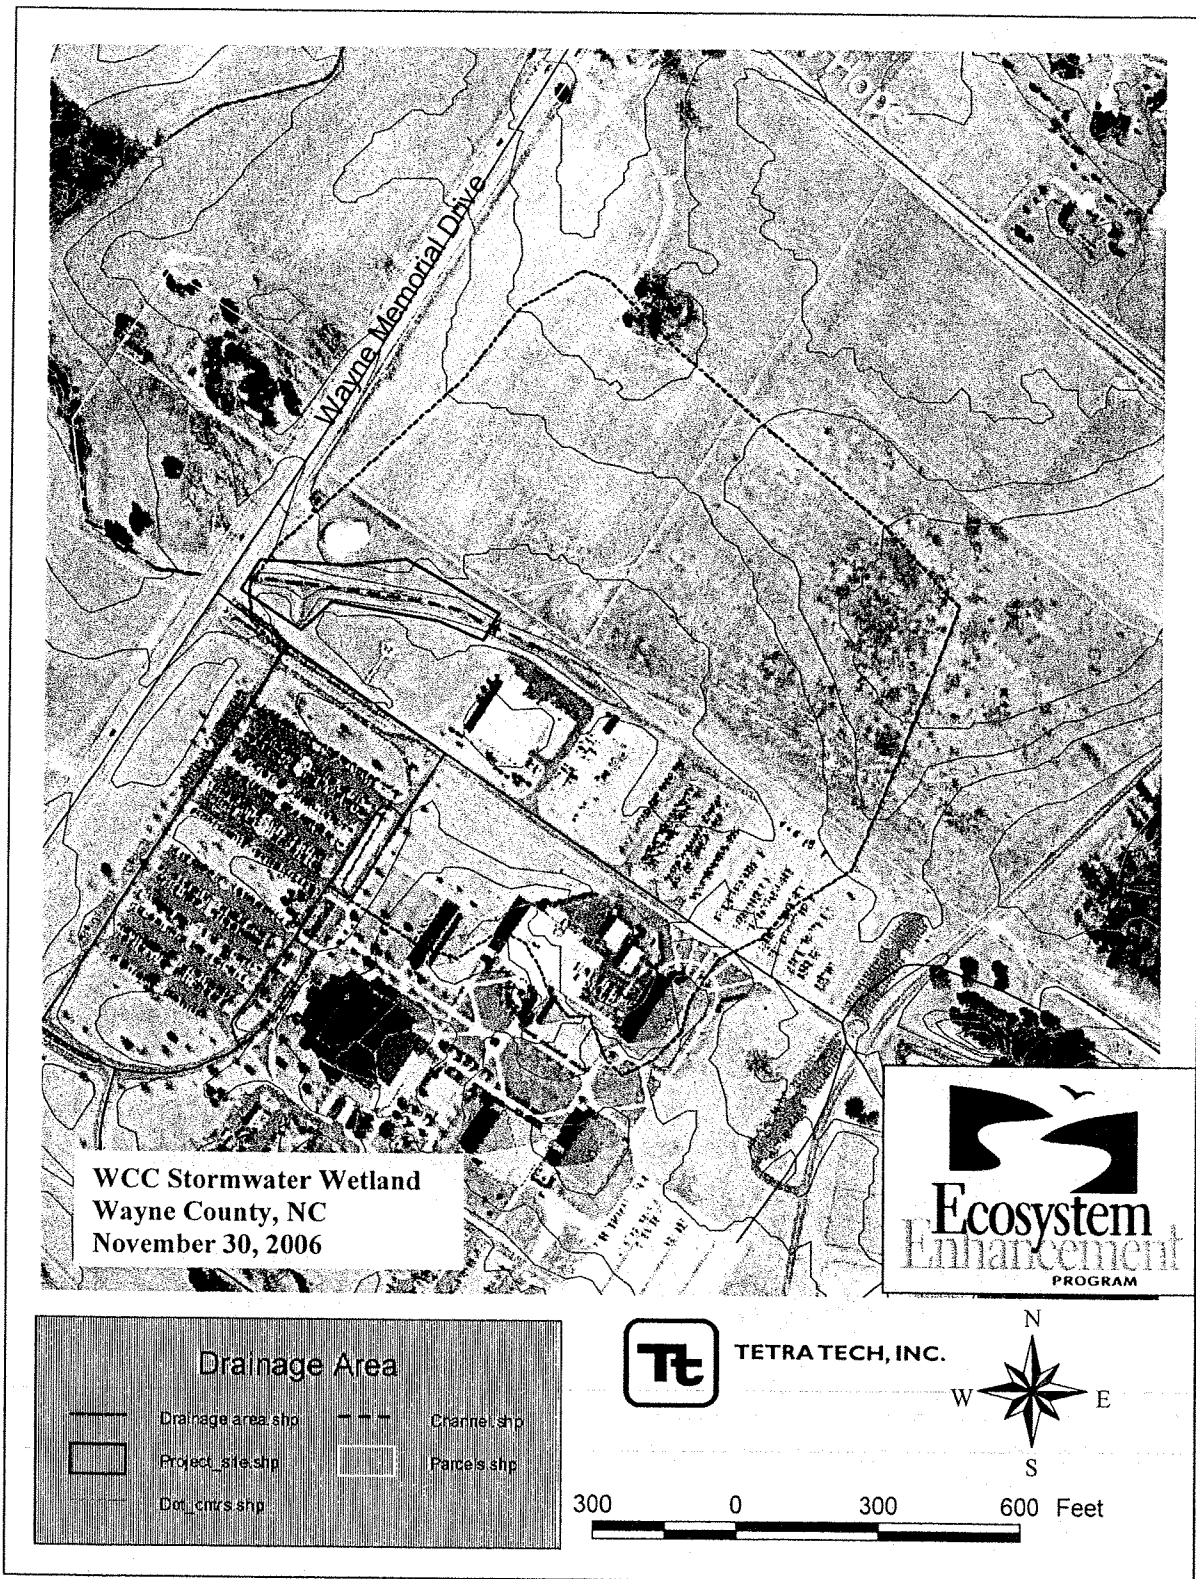 Hope
Wayne Memorial Drive
WCC Stormwater Wetland
Wayne County, NC
November 30, 2006
Ecosystem
Enhancement
PROGRAM
Drainage Area
Drainage area.shp
Channel.shp
Project_site.shp
Parcels.shp
Dot_cntrs.shp
Tt
TETRA TECH, INC.
N
W E
S
300 0 300 600 Feet